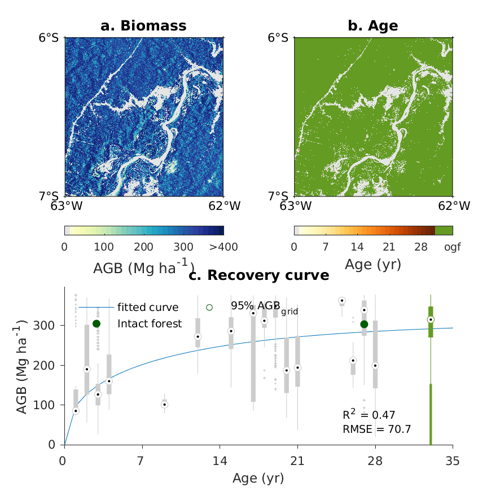 a. Biomass
b. Age
6°S
6°S
7°S
7°S
63°W
62°W
63°W
62°W
0 100 200 300 >400
0 7 14 21 28 ogf
AGB (Mg ha-1)
Age (yr)
c. Recovery curve
fitted curve
95% AGBgrid
Intact forest
300
200
100
0
AGB (Mg ha-1)
R2 = 0.47
RMSE = 70.7
0 7 14 21 28 35
Age (yr)